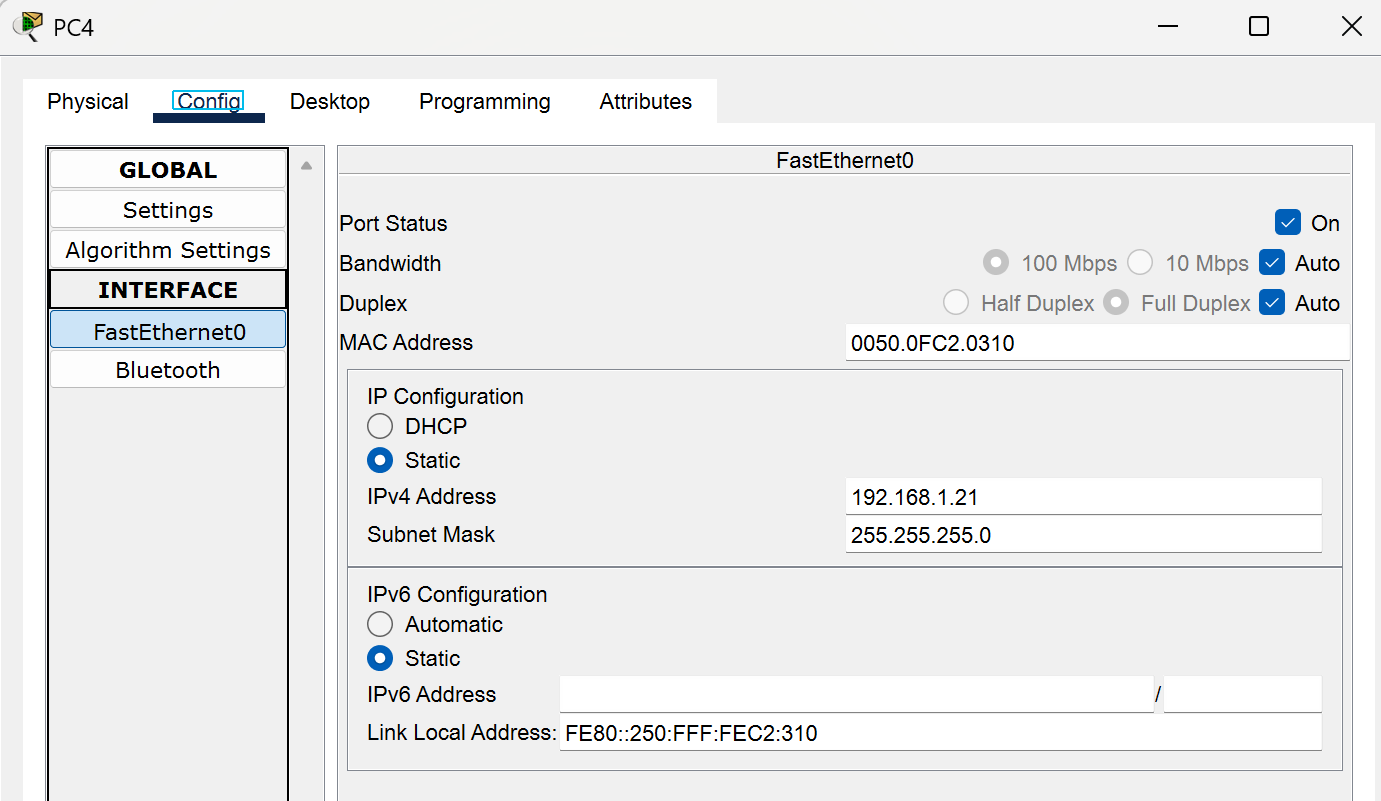 PC4
Physical Config Desktop Programming Attributes
GLOBAL
Settings
Algorithm Settings
INTERFACE
FastEthernet0
Bluetooth
FastEthernet0
Port Status On
Bandwidth 100 Mbps 10 Mbps Auto
Duplex Half Duplex Full Duplex Auto
MAC Address 0050.0FC2.0310
IP Configuration
DHCP
Static
IPv4 Address 192.168.1.21
Subnet Mask 255.255.255.0
IPv6 Configuration
Automatic
Static
IPv6 Address /
Link Local Address: FE80::250:FFF:FEC2:310